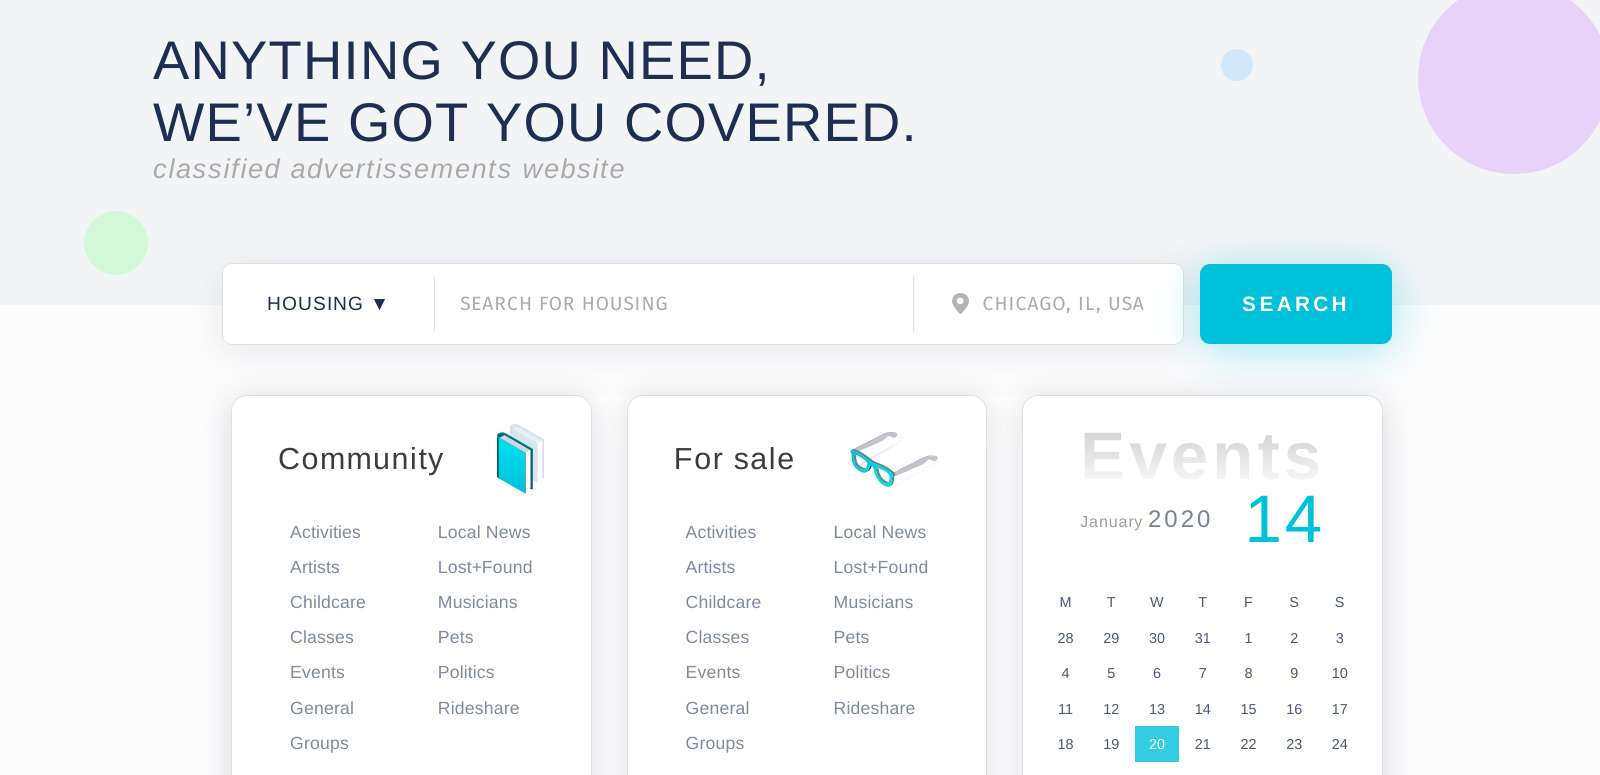 ANYTHING YOU NEED,
WE’VE GOT YOU COVERED.
classified advertissements website
HOUSING ▼ SEARCH FOR HOUSING CHICAGO, IL, USA SEARCH
Community
Activities Local News
Artists Lost+Found
Childcare Musicians
Classes Pets
Events Politics
General Rideshare
Groups
For sale
Activities Local News
Artists Lost+Found
Childcare Musicians
Classes Pets
Events Politics
General Rideshare
Groups
Events
January 2020 14
M T W T F S S
28 29 30 31 1 2 3
4 5 6 7 8 9 10
11 12 13 14 15 16 17
18 19 20 21 22 23 24